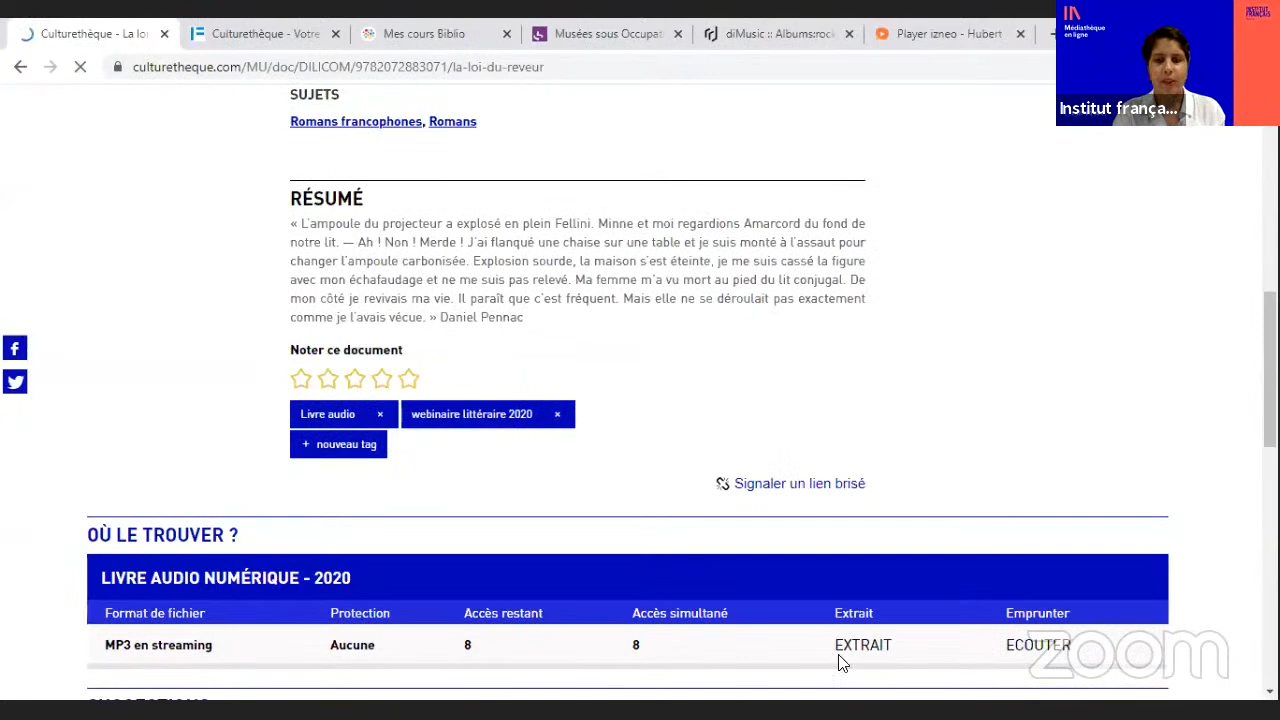 Culturethèque - La loi
Culturethèque - Votre
Mes cours Biblio.
Musées sous Occupat
diMusic :: Albums:rock
Player izneo - Hubert
culturetheque.com/MU/doc/DILICOM/9782072883071/la-loi-du-reveur
Médiathèque
en ligne
INSTITUT
FRANÇAIS
Institut frança...
SUJETS
Romans francophones, Romans
RÉSUMÉ
« L'ampoule du projecteur a explosé en plein Fellini. Minne et moi regardions Amarcord du fond de
notre lit. — Ah ! Non ! Merde ! J'ai flanqué une chaise sur une table et je suis monté à l'assaut pour
changer l'ampoule carbonisée. Explosion sourde, la maison s'est éteinte, je me suis cassé la figure
avec mon échafaudage et ne me suis pas relevé. Ma femme m'a vu mort au pied du lit conjugal. De
mon côté je revivais ma vie. Il paraît que c'est fréquent. Mais elle ne se déroulait pas exactement
comme je l'avais vécue. » Daniel Pennac
Noter ce document
Livre audio × webinaire littéraire 2020 ×
+ nouveau tag
Signaler un lien brisé
OÙ LE TROUVER ?
LIVRE AUDIO NUMÉRIQUE - 2020
Format de fichier Protection Accès restant Accès simultané Extrait Emprunter
MP3 en streaming Aucune 8 8 EXTRAIT ECOUTER
zoom